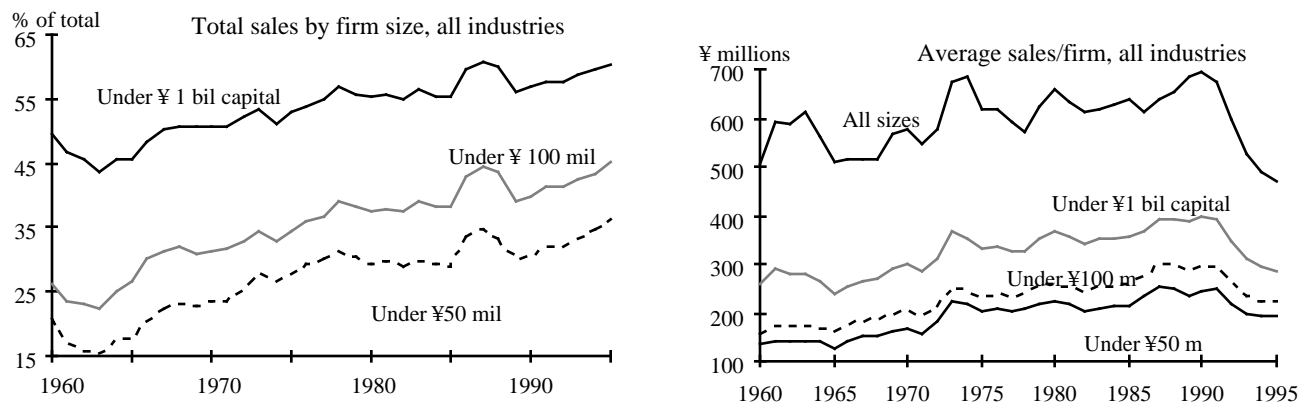 % of total
Total sales by firm size, all industries
65
55
45
35
25
15
Under ¥ 1 bil capital
Under ¥ 100 mil
Under ¥50 mil
1960 1970 1980 1990
¥ millions
Average sales/firm, all industries
700
600
500
400
300
200
100
All sizes
Under ¥1 bil capital
Under ¥100 m
Under ¥50 m
1960 1965 1970 1975 1980 1985 1990 1995